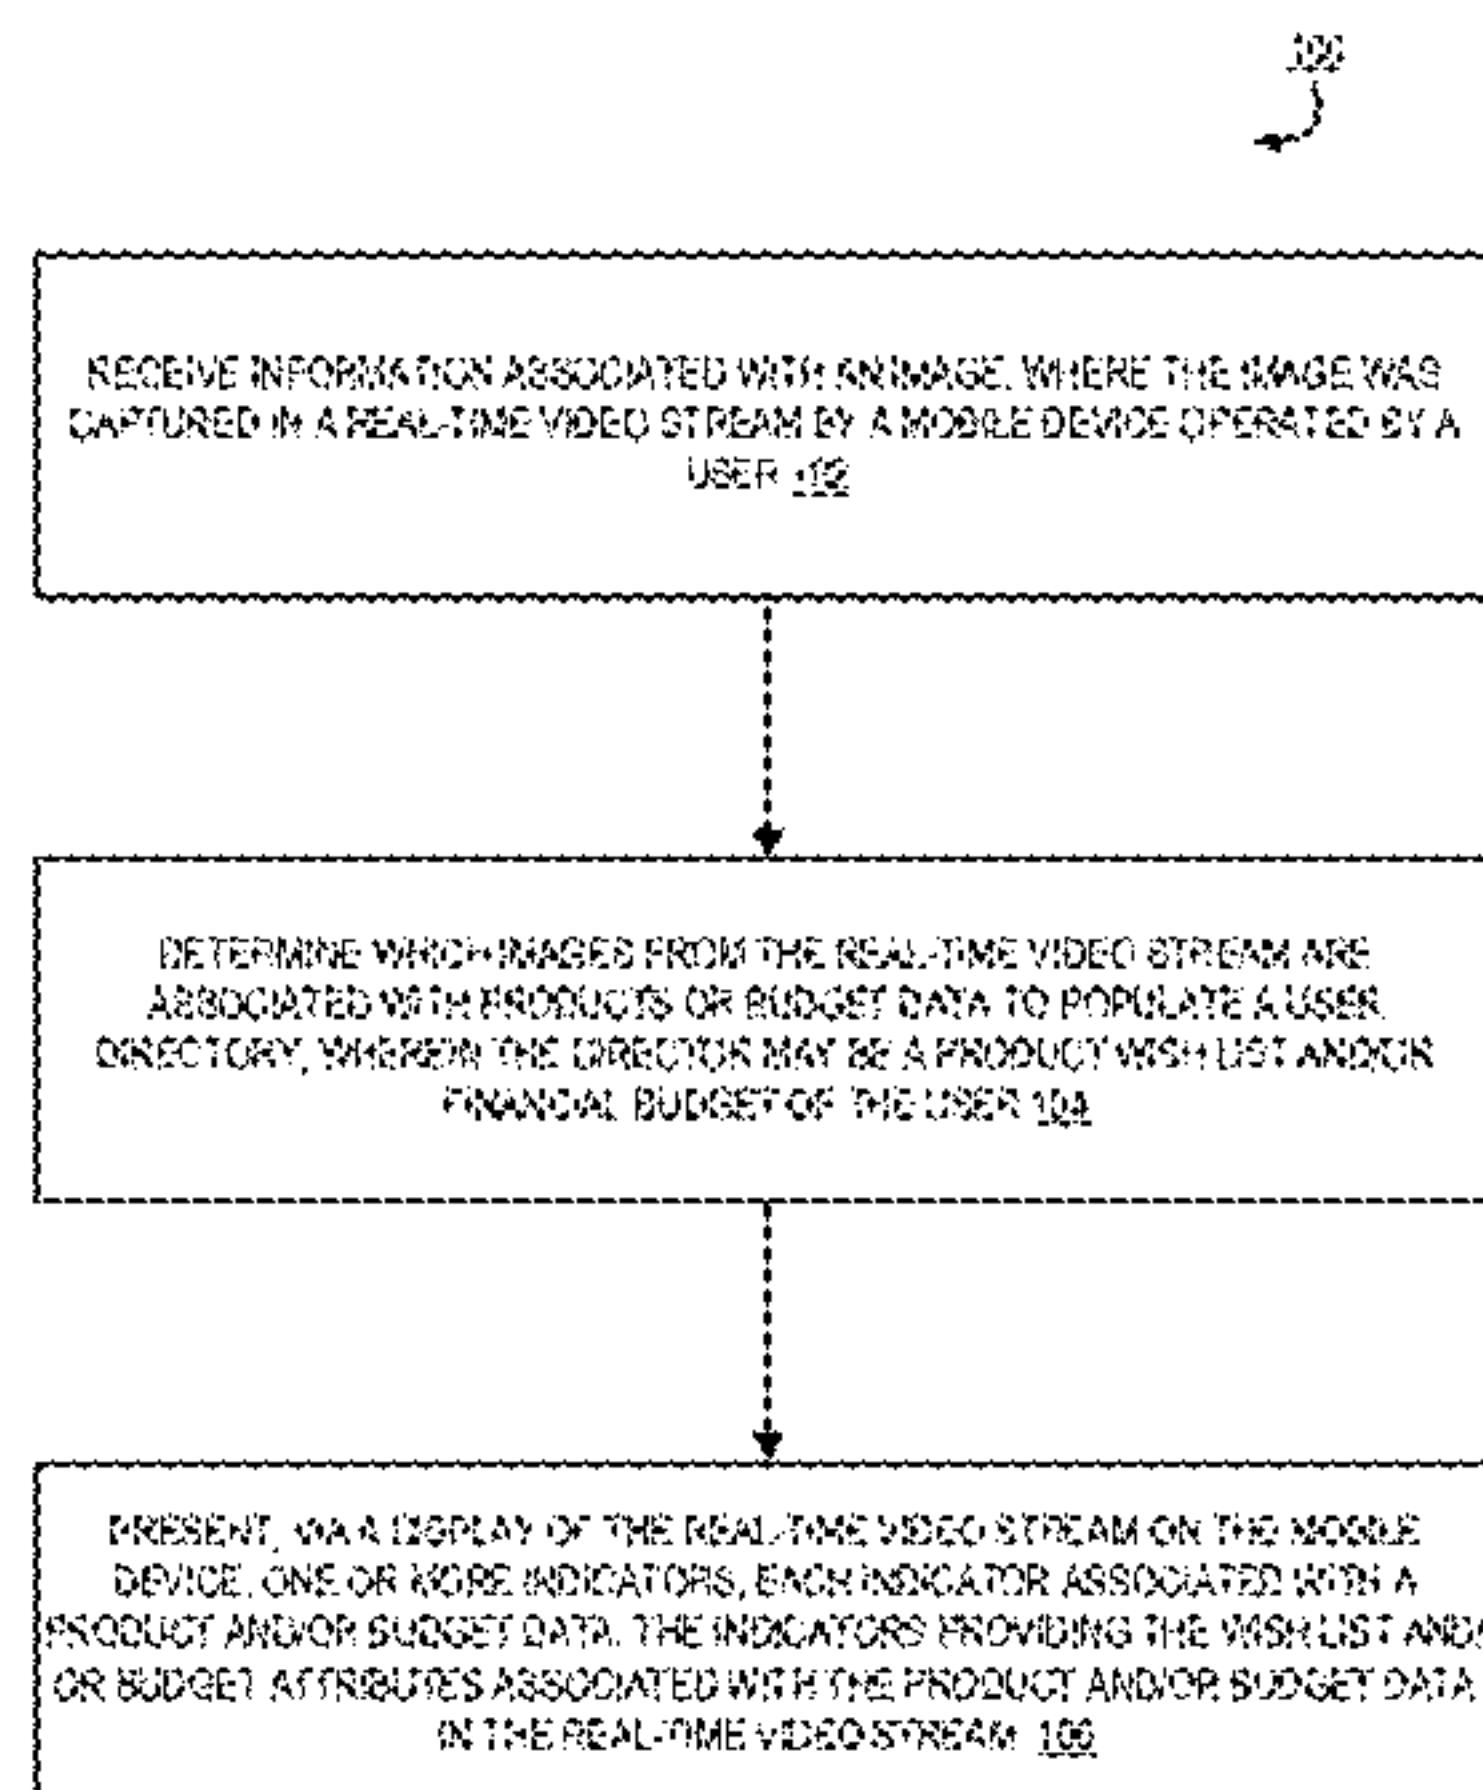 100
RECEIVE INFORMATION ASSOCIATED WITH AN IMAGE, WHERE THE IMAGE WAS
CAPTURED IN A REAL-TIME VIDEO STREAM BY A MOBILE DEVICE OPERATED BY A
USER 102
DETERMINE WHICH IMAGES FROM THE REAL-TIME VIDEO STREAM ARE
ASSOCIATED WITH PRODUCTS OR BUDGET DATA TO POPULATE A USER
DIRECTORY, WHEREIN THE DIRECTOR MAY BE A PRODUCT WISH LIST AND/OR
FINANCIAL BUDGET OF THE USER 104
PRESENT, VIA A DISPLAY OF THE REAL-TIME VIDEO STREAM ON THE MOBILE
DEVICE, ONE OR MORE INDICATORS, EACH INDICATOR ASSOCIATED WITH A
PRODUCT AND/OR BUDGET DATA, THE INDICATORS PROVIDING THE WISH LIST AND/
OR BUDGET ATTRIBUTES ASSOCIATED WITH THE PRODUCT AND/OR BUDGET DATA
IN THE REAL-TIME VIDEO STREAM 106